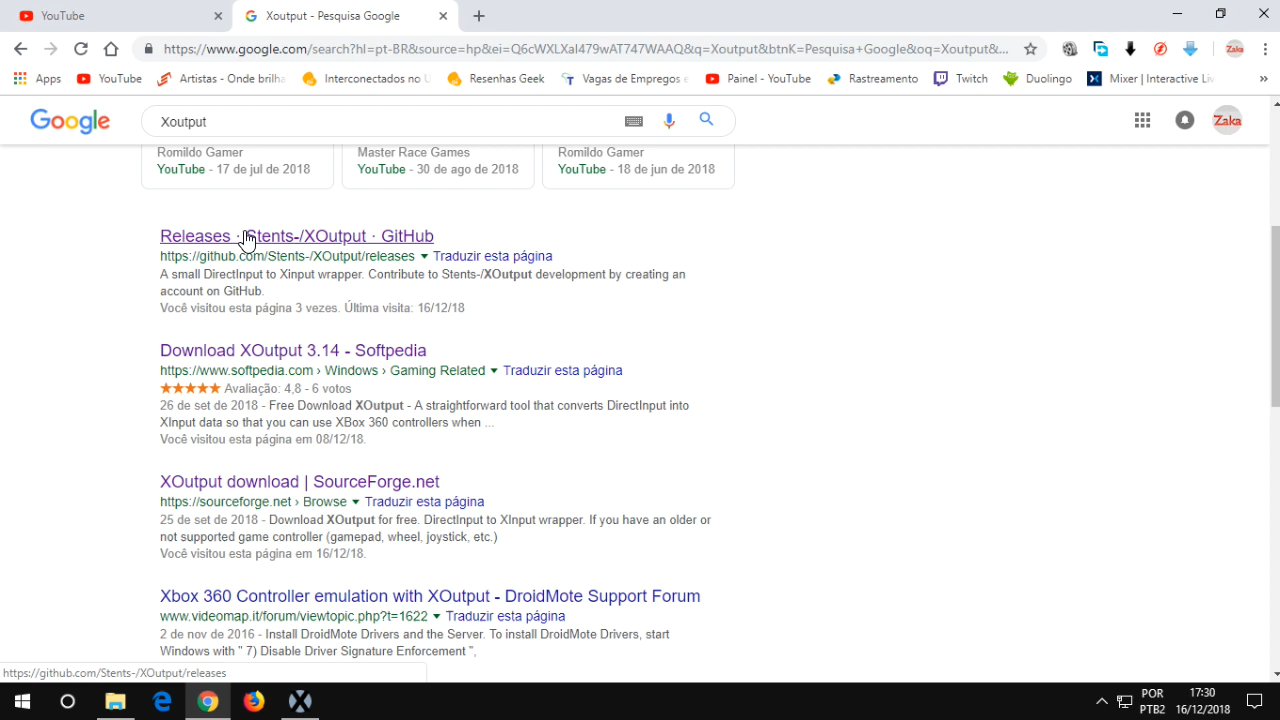 YouTube
Xoutput - Pesquisa Google
https://www.google.com/search?hl=pt-BR&source=hp&ei=Q6cWXLXaI479wAT747WAAQ&q=Xoutput&btnK=Pesquisa+Google&oq=Xoutput&...
Zaka
Apps
YouTube
Artistas - Onde brilha
Interconectados no U
Resenhas Geek
Vagas de Empregos e
Painel - YouTube
Rastreamento
Twitch
Duolingo
Mixer | Interactive Liv
»
Google
Xoutput
Zaka
Romildo Gamer
YouTube - 17 de jul de 2018
Master Race Games
YouTube - 30 de ago de 2018
Romildo Gamer
YouTube - 18 de jun de 2018
Releases · Stents-/XOutput · GitHub
https://github.com/Stents-/XOutput/releases ▼ Traduzir esta página
A small DirectInput to Xinput wrapper. Contribute to Stents-/XOutput development by creating an
account on GitHub.
Você visitou esta página 3 vezes. Última visita: 16/12/18
Download XOutput 3.14 - Softpedia
https://www.softpedia.com › Windows › Gaming Related ▼ Traduzir esta página
★★★★★ Avaliação: 4,8 - 6 votos
26 de set de 2018 - Free Download XOutput - A straightforward tool that converts DirectInput into
XInput data so that you can use XBox 360 controllers when ...
Você visitou esta página em 08/12/18.
XOutput download | SourceForge.net
https://sourceforge.net › Browse ▼ Traduzir esta página
25 de set de 2018 - Download XOutput for free. DirectInput to XInput wrapper. If you have an older or
not supported game controller (gamepad, wheel, joystick, etc.)
Você visitou esta página em 16/12/18.
Xbox 360 Controller emulation with XOutput - DroidMote Support Forum
www.videomap.it/forum/viewtopic.php?t=1622 ▼ Traduzir esta página
2 de nov de 2016 - Install DroidMote Drivers and the Server. To install DroidMote Drivers, start
Windows with " 7) Disable Driver Signature Enforcement ",
https://github.com/Stents-/XOutput/releases
POR
PTB2
17:30
16/12/2018